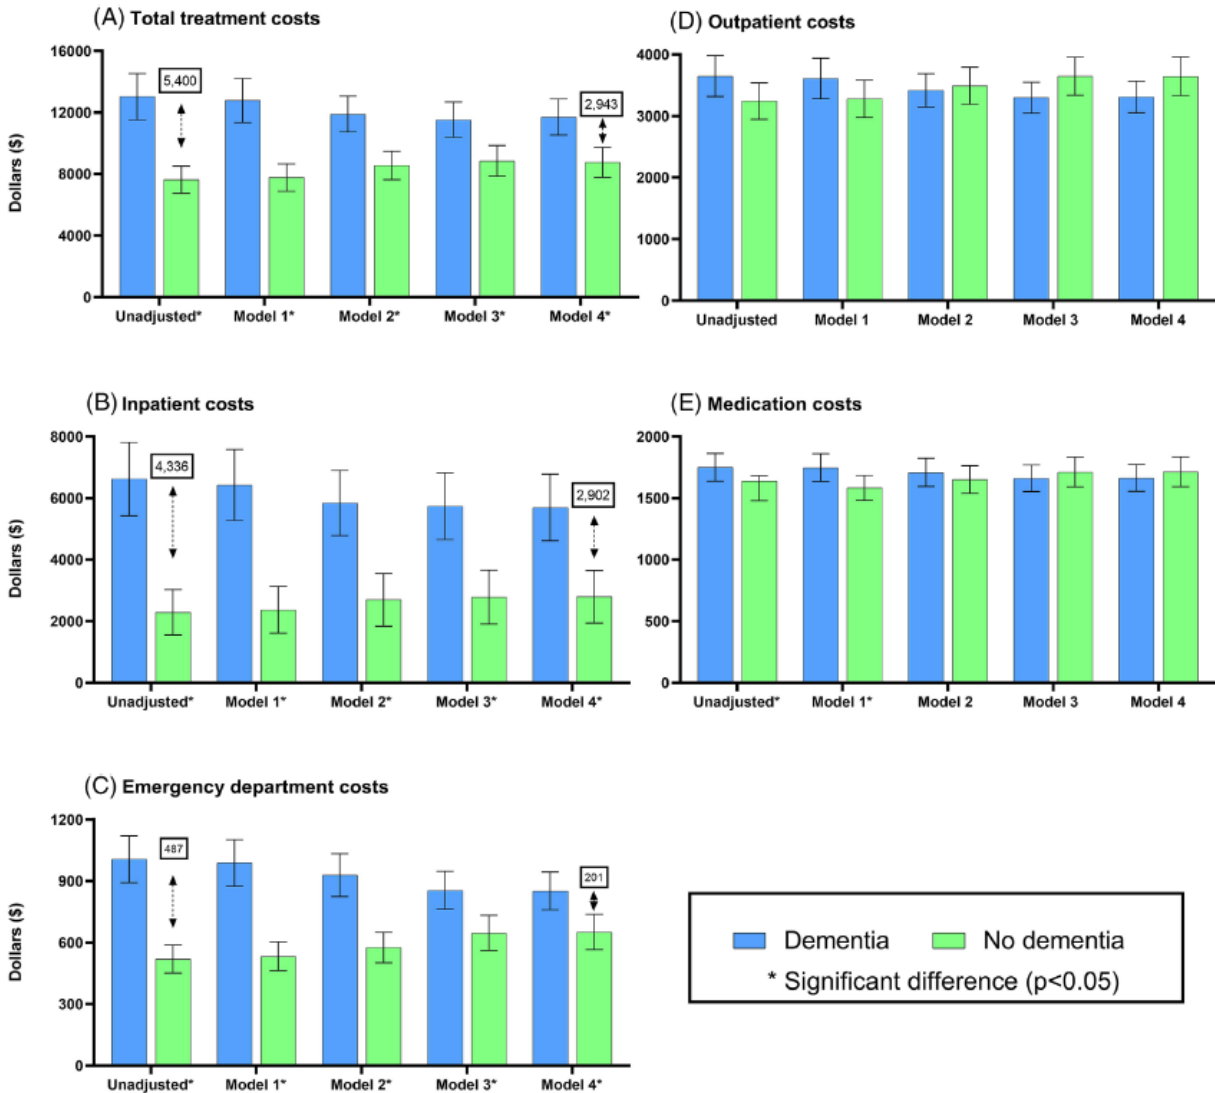 (A) Total treatment costs
Dollars ($)
16000
12000
8000
4000
0
5,400
2,943
Unadjusted* Model 1* Model 2* Model 3* Model 4*
(D) Outpatient costs
4000
3000
2000
1000
0
Unadjusted Model 1 Model 2 Model 3 Model 4
(B) Inpatient costs
Dollars ($)
8000
6000
4000
2000
0
4,336
2,902
Unadjusted* Model 1* Model 2* Model 3* Model 4*
(E) Medication costs
2000
1500
1000
500
0
Unadjusted* Model 1* Model 2 Model 3 Model 4
(C) Emergency department costs
Dollars ($)
1200
900
600
300
0
487
201
Unadjusted* Model 1* Model 2* Model 3* Model 4*
Dementia No dementia
* Significant difference (p<0.05)